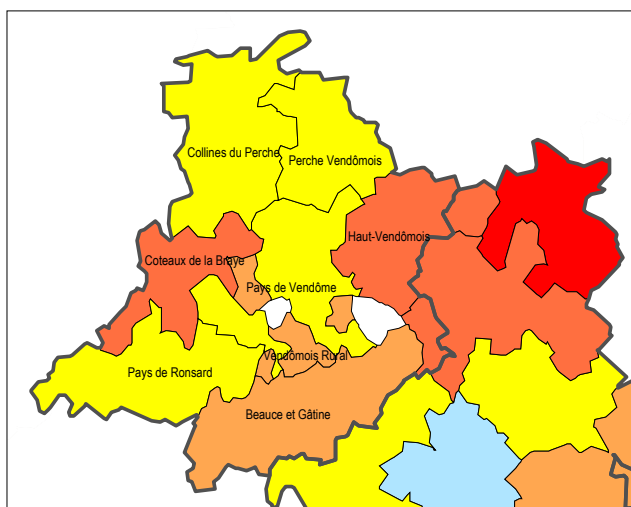 Collines du Perche
Perche Vendômois
Haut-Vendômois
Coteaux de la Braye
Pays de Vendôme
Vendômois Rural
Pays de Ronsard
Beauce et Gâtine